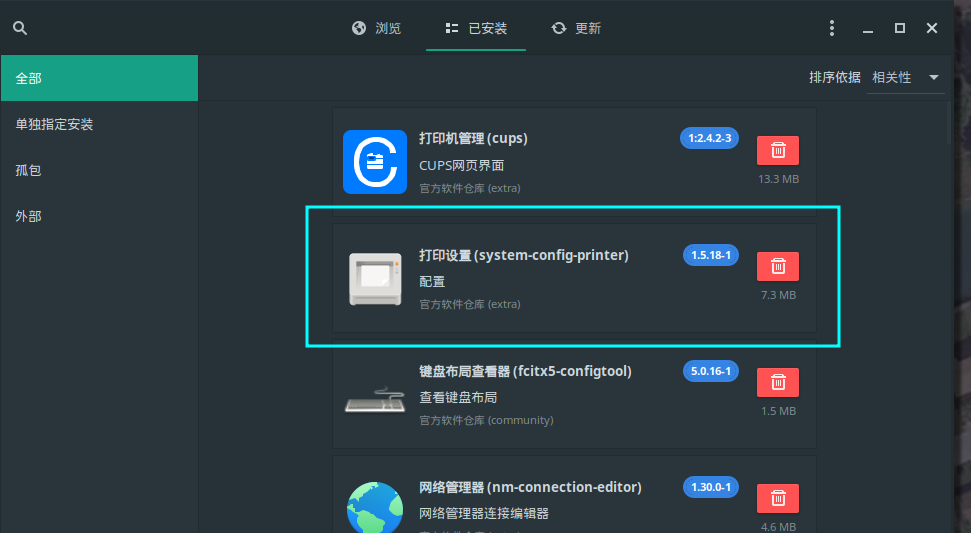 浏览
已安装
更新
全部
单独指定安装
孤包
外部
排序依据 相关性
打印机管理 (cups)
1:2.4.2-3
CUPS网页界面
官方软件仓库 (extra)
13.3 MB
打印设置 (system-config-printer)
1.5.18-1
配置
官方软件仓库 (extra)
7.3 MB
键盘布局查看器 (fcitx5-configtool)
5.0.16-1
查看键盘布局
官方软件仓库 (community)
1.5 MB
网络管理器 (nm-connection-editor)
1.30.0-1
网络管理器连接编辑器
4.6 MB